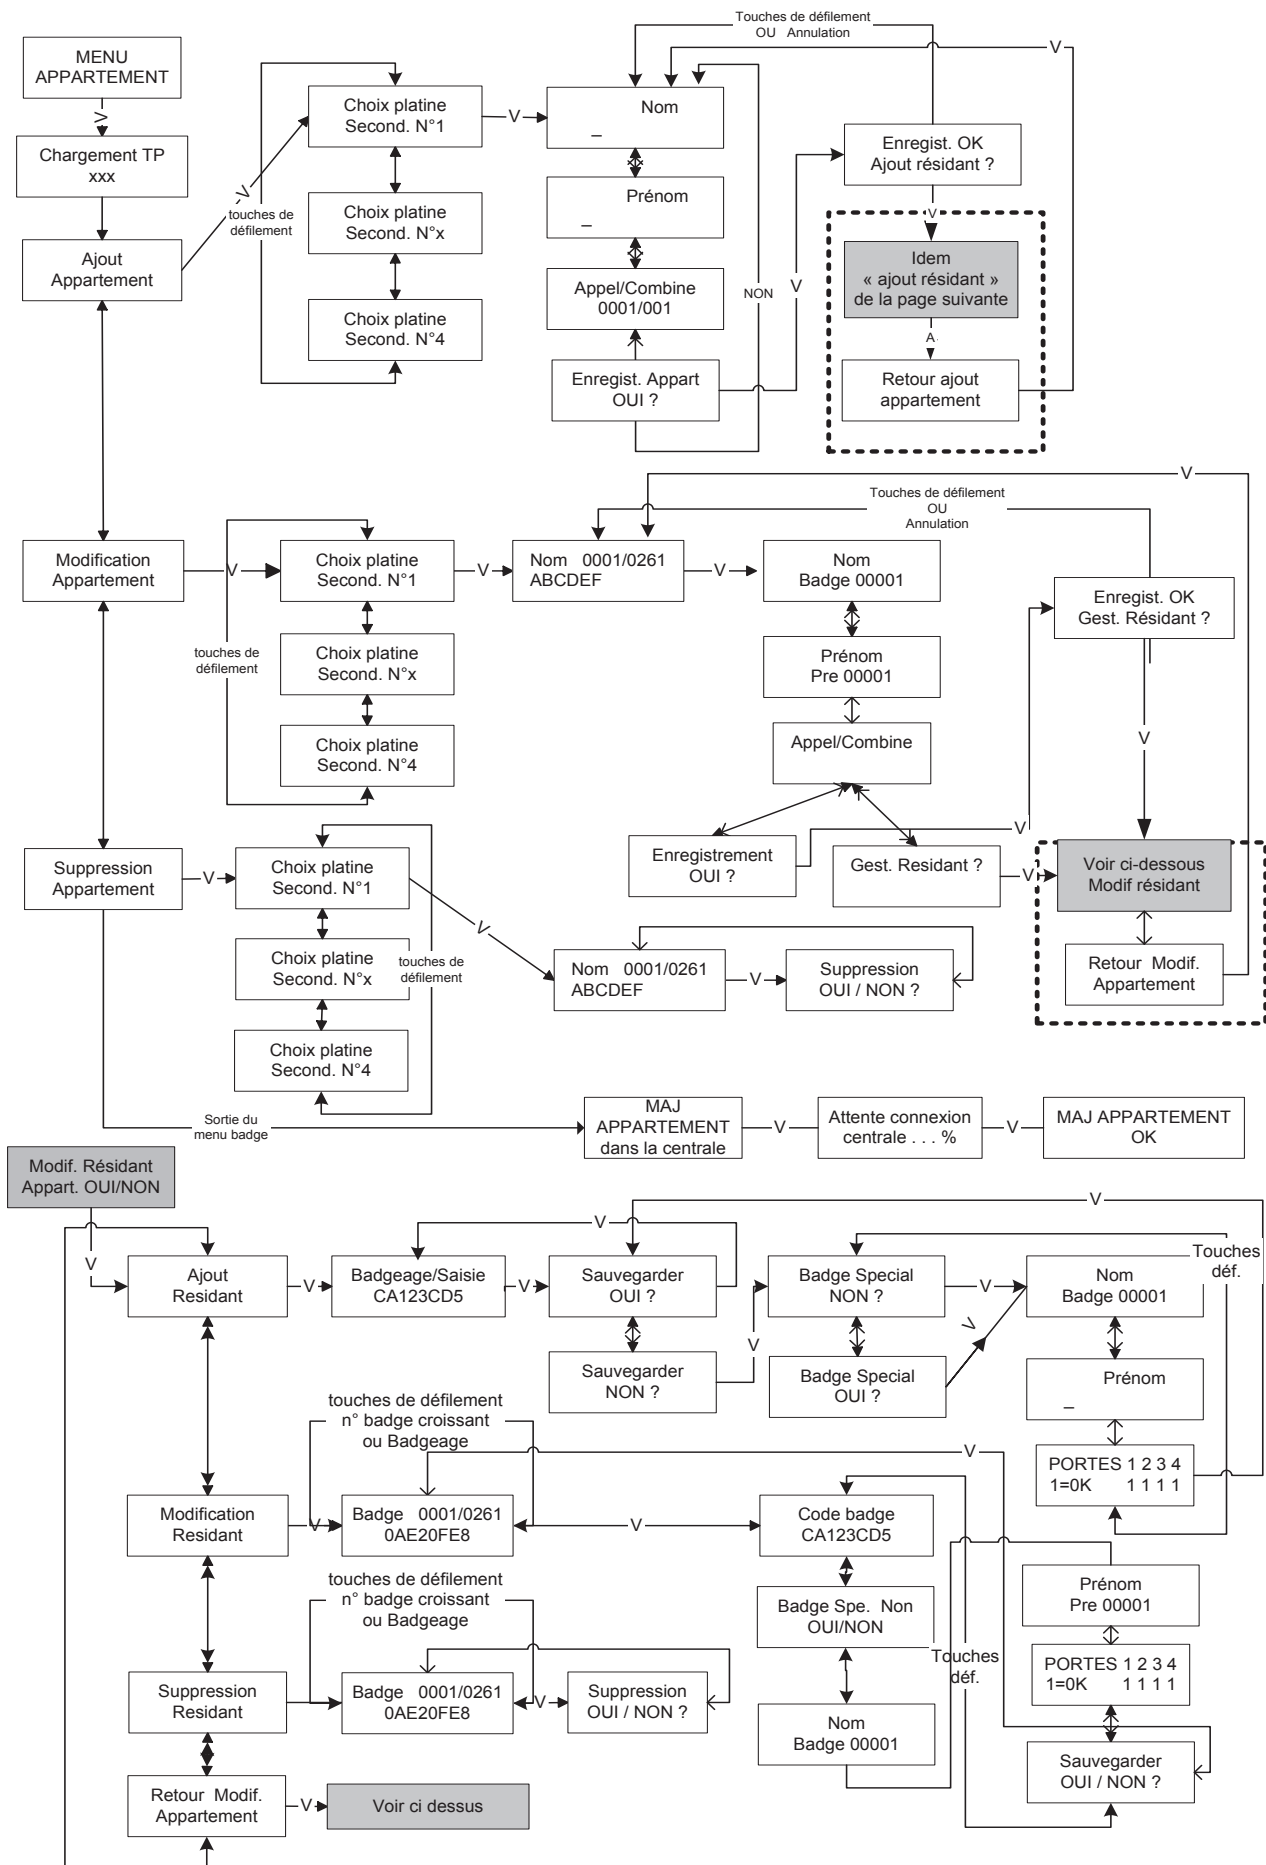 MENU
APPARTEMENT
V
Chargement TP
xxx
Ajout
Appartement
V
touches de
défilement
Choix platine
Second. N°1
Choix platine
Second. N°x
Choix platine
Second. N°4
V
Nom
_
Prénom
_
Appel/Combine
0001/001
Enregist. Appart
OUI ?
NON
V
Touches de défilement
OU Annulation
V
Enregist. OK
Ajout résidant ?
V
Idem
« ajout résidant »
de la page suivante
A
Retour ajout
appartement
Modification
Appartement
V
touches de
défilement
Choix platine
Second. N°1
Choix platine
Second. N°x
Choix platine
Second. N°4
V
Nom 0001/0261
ABCDEF
V
Touches de défilement
OU
Annulation
V
Nom
Badge 00001
Prénom
Pre 00001
Appel/Combine
Enregistrement
OUI ?
Gest. Residant ?
V
V
Enregist. OK
Gest. Résidant ?
V
Voir ci-dessous
Modif résidant
Retour Modif.
Appartement
Suppression
Appartement
V
Choix platine
Second. N°1
Choix platine
Second. N°x
Choix platine
Second. N°4
touches de
défilement
V
Nom 0001/0261
ABCDEF
V
Suppression
OUI / NON ?
Sortie du
menu badge
MAJ
APPARTEMENT
dans la centrale
V
Attente connexion
centrale . . . %
V
MAJ APPARTEMENT
OK
Modif. Résidant
Appart. OUI/NON
V
Ajout
Residant
V
Badgeage/Saisie
CA123CD5
V
V
Sauvegarder
OUI ?
Sauvegarder
NON ?
V
Badge Special
NON ?
Badge Special
OUI ?
V
V
V
Touches
déf.
Nom
Badge 00001
Prénom
_
PORTES 1 2 3 4
1=0K 1 1 1 1
Modification
Residant
V
touches de défilement
n° badge croissant
ou Badgeage
Badge 0001/0261
0AE20FE8
V
V
Code badge
CA123CD5
Badge Spe. Non
OUI/NON
Nom
Badge 00001
Touches
déf.
Prénom
Pre 00001
PORTES 1 2 3 4
1=0K 1 1 1 1
Sauvegarder
OUI / NON ?
Suppression
Residant
touches de défilement
n° badge croissant
ou Badgeage
Badge 0001/0261
0AE20FE8
V
Suppression
OUI / NON ?
Retour Modif.
Appartement
V
Voir ci dessus